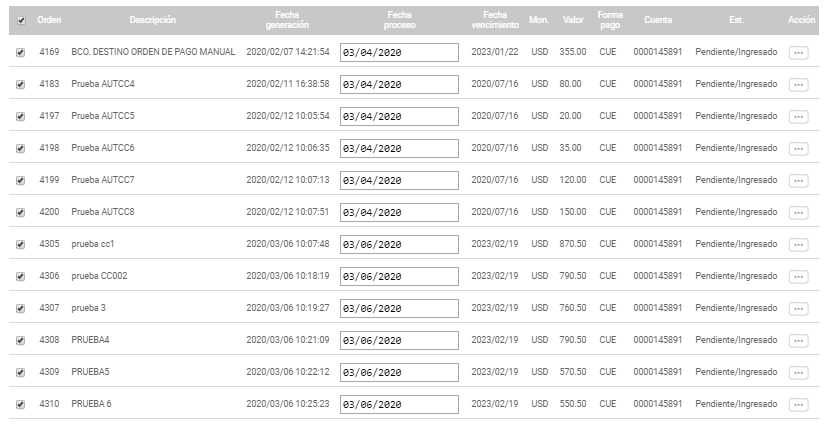 Orden Descripción Fecha generación Fecha proceso Fecha vencimiento Mon. Valor Forma pago Cuenta Est. Acción
4169 BCO. DESTINO ORDEN DE PAGO MANUAL 2020/02/07 14:21:54 03/04/2020 2023/01/22 USD 355.00 CUE 0000145891 Pendiente/Ingresado
4183 Prueba AUTCC4 2020/02/11 16:38:58 03/04/2020 2020/07/16 USD 80.00 CUE 0000145891 Pendiente/Ingresado
4197 Prueba AUTCC5 2020/02/12 10:05:54 03/04/2020 2020/07/16 USD 20.00 CUE 0000145891 Pendiente/Ingresado
4198 Prueba AUTCC6 2020/02/12 10:06:35 03/04/2020 2020/07/16 USD 35.00 CUE 0000145891 Pendiente/Ingresado
4199 Prueba AUTCC7 2020/02/12 10:07:13 03/04/2020 2020/07/16 USD 120.00 CUE 0000145891 Pendiente/Ingresado
4200 Prueba AUTCC8 2020/02/12 10:07:51 03/04/2020 2020/07/16 USD 150.00 CUE 0000145891 Pendiente/Ingresado
4305 prueba cc1 2020/03/06 10:07:48 03/06/2020 2023/02/19 USD 870.50 CUE 0000145891 Pendiente/Ingresado
4306 prueba CC002 2020/03/06 10:18:19 03/06/2020 2023/02/19 USD 790.50 CUE 0000145891 Pendiente/Ingresado
4307 prueba 3 2020/03/06 10:19:27 03/06/2020 2023/02/19 USD 760.50 CUE 0000145891 Pendiente/Ingresado
4308 PRUEBA4 2020/03/06 10:21:09 03/06/2020 2023/02/19 USD 790.50 CUE 0000145891 Pendiente/Ingresado
4309 PRUEBA5 2020/03/06 10:22:12 03/06/2020 2023/02/19 USD 570.50 CUE 0000145891 Pendiente/Ingresado
4310 PRUEBA 6 2020/03/06 10:25:23 03/06/2020 2023/02/19 USD 550.50 CUE 0000145891 Pendiente/Ingresado